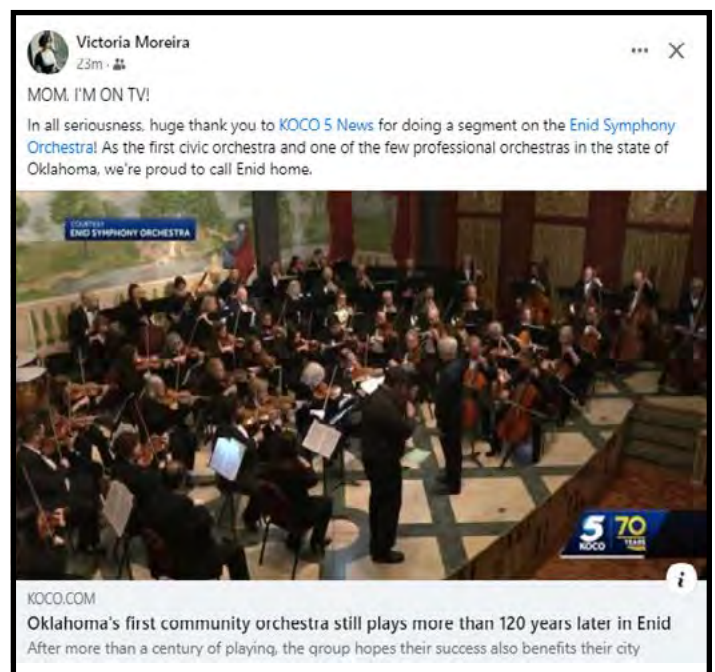 Victoria Moreira
23m
MOM. I'M ON TV!
In all seriousness, huge thank you to KOCO 5 News for doing a segment on the Enid Symphony
Orchestra! As the first civic orchestra and one of the few professional orchestras in the state of
Oklahoma, we're proud to call Enid home.
COURTESY
ENID SYMPHONY ORCHESTRA
5 70
KOCO YEARS
KOCO.COM
Oklahoma's first community orchestra still plays more than 120 years later in Enid
After more than a century of playing, the group hopes their success also benefits their city